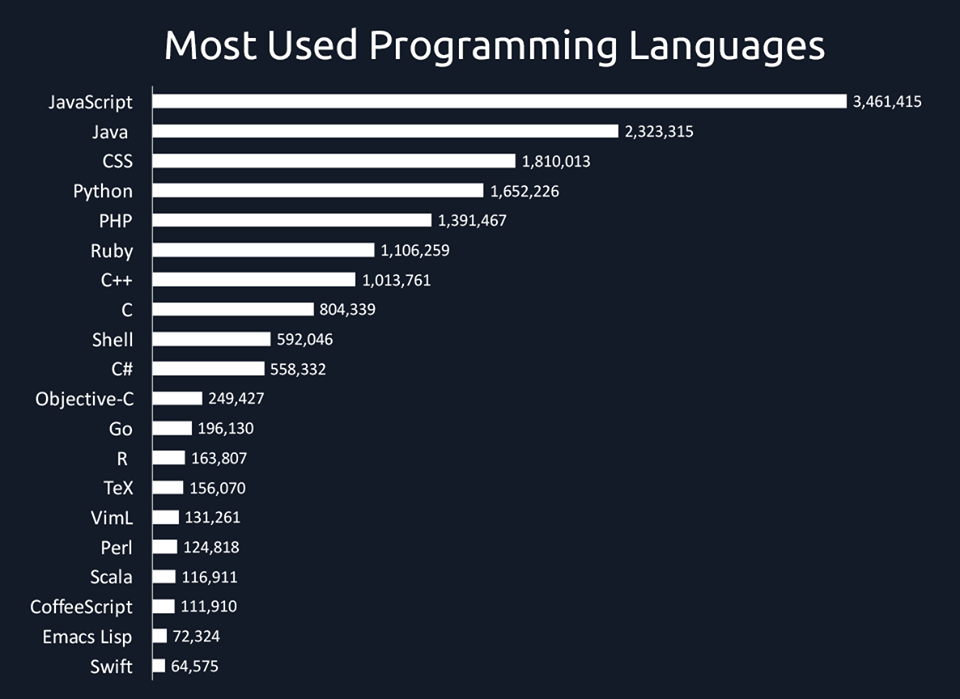 Most Used Programming Languages
JavaScript 3,461,415
Java 2,323,315
CSS 1,810,013
Python 1,652,226
PHP 1,391,467
Ruby 1,106,259
C++ 1,013,761
C 804,339
Shell 592,046
C# 558,332
Objective-C 249,427
Go 196,130
R 163,807
TeX 156,070
VimL 131,261
Perl 124,818
Scala 116,911
CoffeeScript 111,910
Emacs Lisp 72,324
Swift 64,575